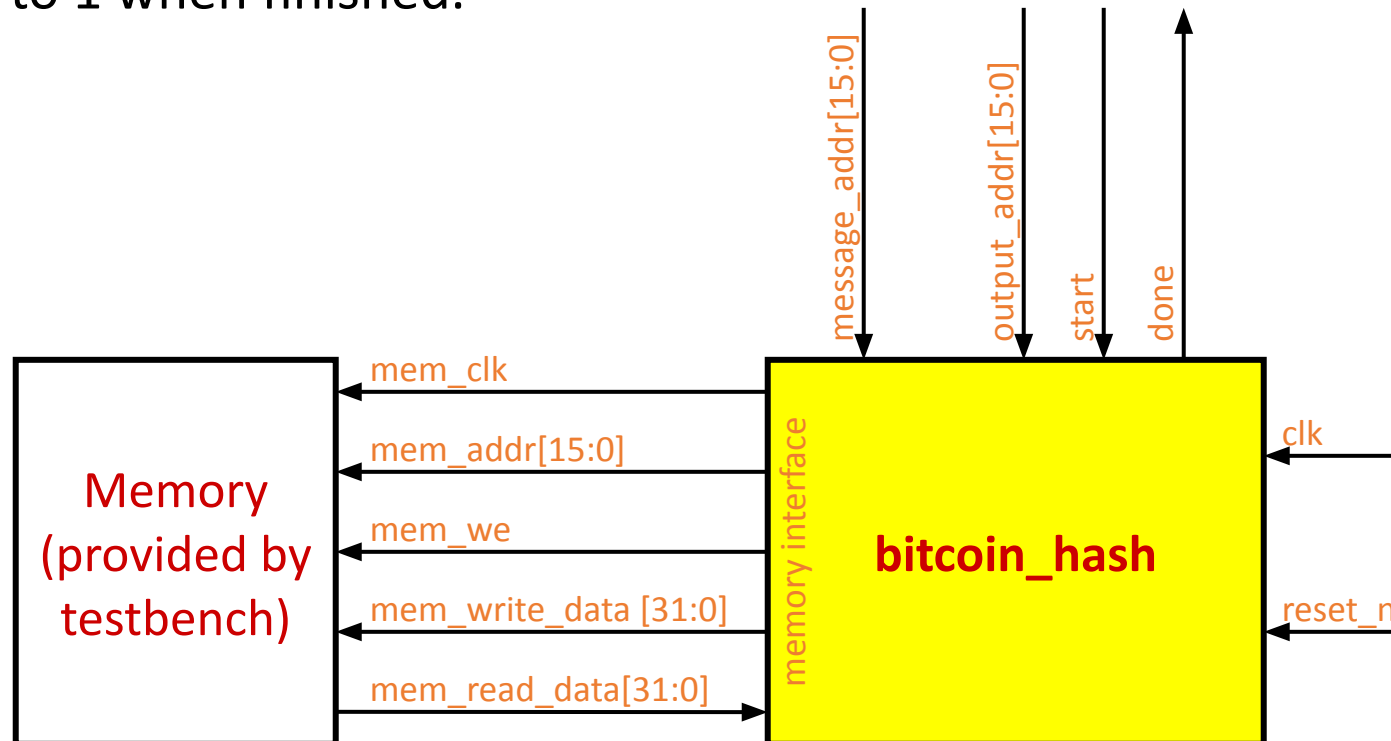 to 1 when finished.
message_addr[15:0]
output_addr[15:0]
start
done
mem_clk
mem_addr[15:0]
mem_we
mem_write_data [31:0]
mem_read_data[31:0]
Memory
(provided by
testbench)
memory interface
bitcoin_hash
clk
reset_n